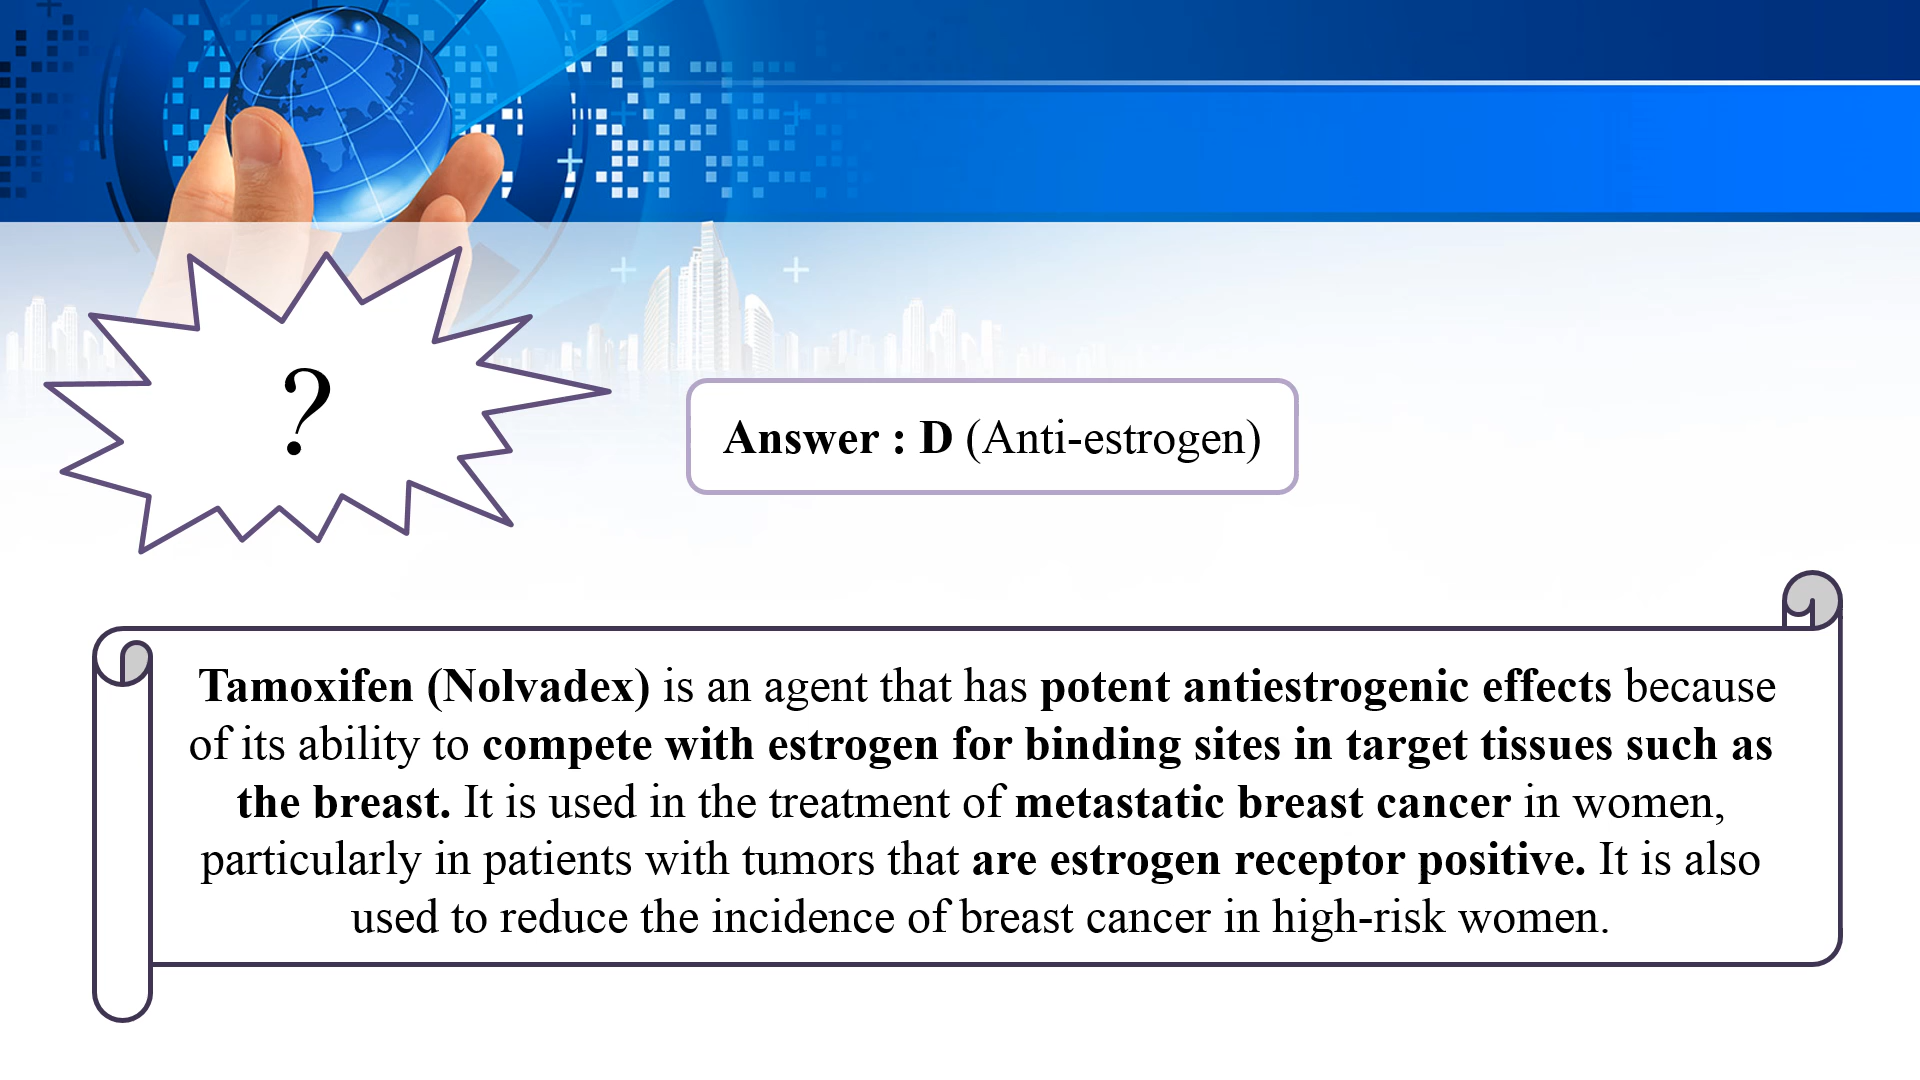 ?
Answer : D (Anti-estrogen)
Tamoxifen (Nolvadex) is an agent that has potent antiestrogenic effects because
of its ability to compete with estrogen for binding sites in target tissues such as
the breast. It is used in the treatment of metastatic breast cancer in women,
particularly in patients with tumors that are estrogen receptor positive. It is also
used to reduce the incidence of breast cancer in high-risk women.